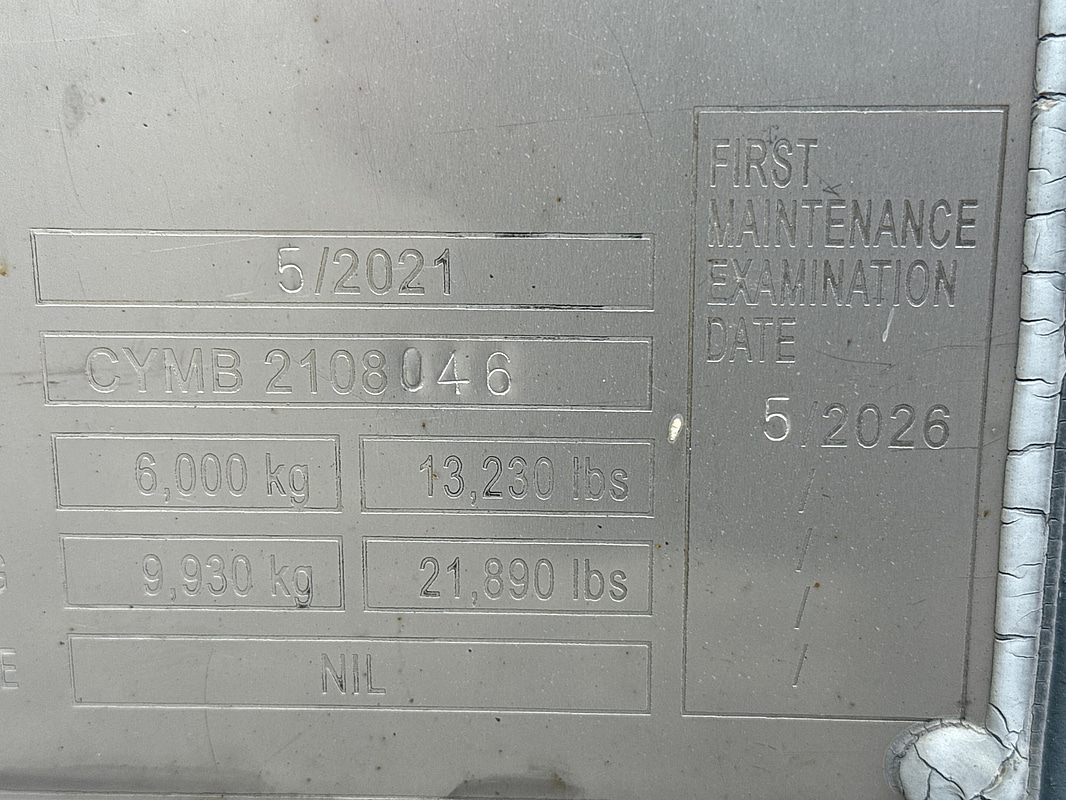 5/2021
CYMB 2108046
6,000 kg 13,230 lbs
G 9,930 kg 21,890 lbs
E NIL
FIRST
MAINTENANCE
EXAMINATION
DATE
5/2026
/
/
/
/